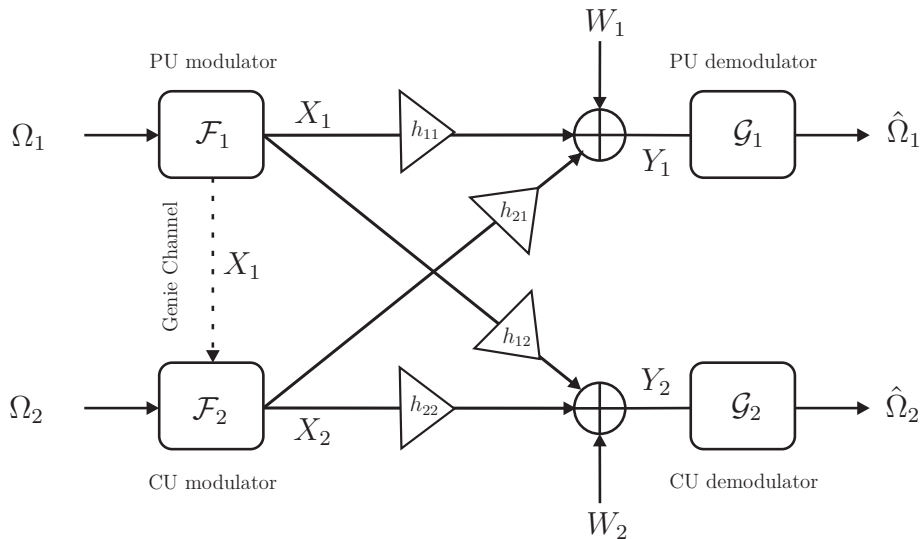 W₁
PU modulator
PU demodulator
Ω₁
ℱ₁
X₁
h₁₁
Y₁
𝒢₁
Ω̂₁
h₂₁
Genie Channel
X₁
h₁₂
Ω₂
ℱ₂
X₂
h₂₂
Y₂
𝒢₂
Ω̂₂
CU modulator
CU demodulator
W₂